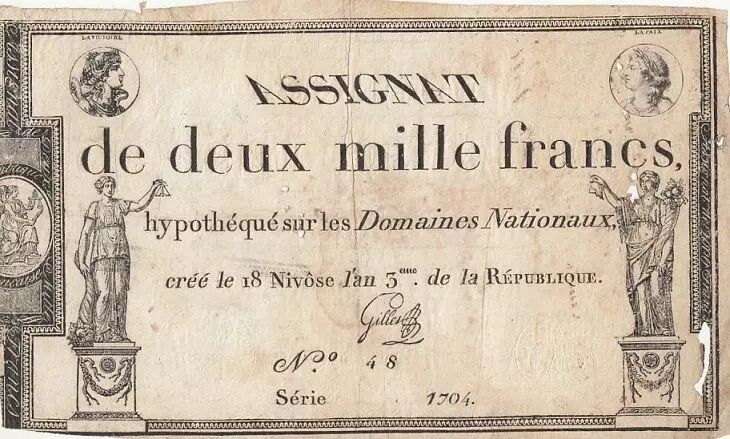 LA VICTOIRE
LA PAIX
ASSIGNAT
de deux mille francs,
hypothéqué sur les Domaines Nationaux,
créé le 18 Nivôse l'an 3eme. de la RÉPUBLIQUE.
Gilles
N.o 48
Série 1704.